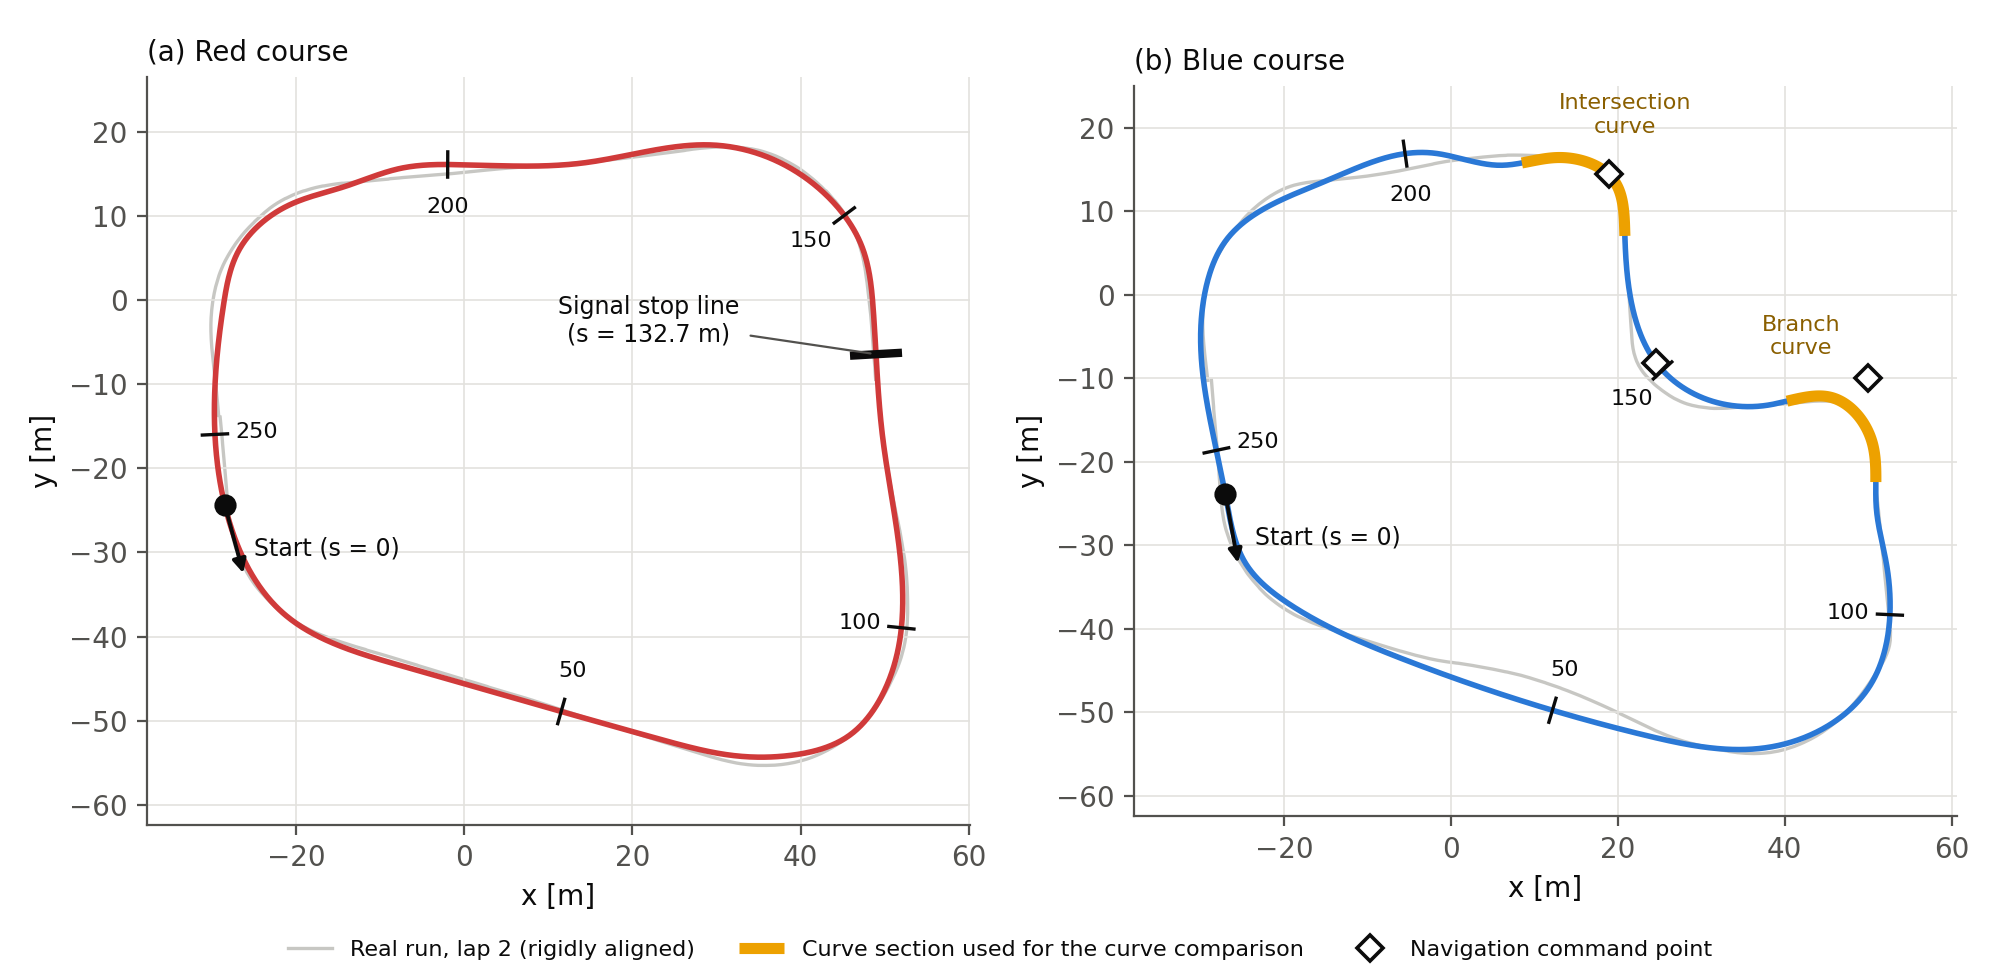 (a) Red course
20
10
0
−10
−20
−30
−40
−50
−60
y [m]
−20
0
20
40
60
x [m]
200
150
Signal stop line
(s = 132.7 m)
250
Start (s = 0)
100
50
(b) Blue course
20
10
0
−10
−20
−30
−40
−50
−60
y [m]
−20
0
20
40
60
x [m]
Intersection
curve
200
Branch
curve
150
250
Start (s = 0)
100
50
Real run, lap 2 (rigidly aligned)
Curve section used for the curve comparison
Navigation command point